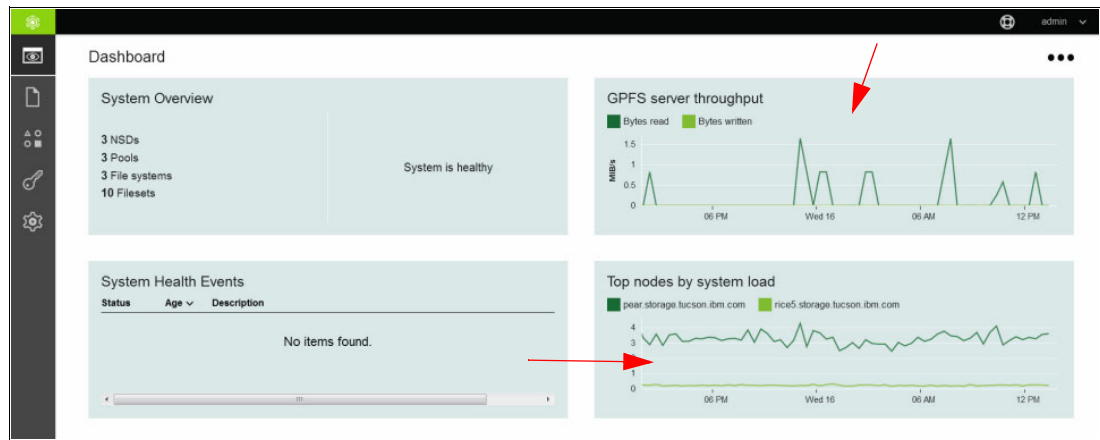 admin
Dashboard
System Overview
3 NSDs
3 Pools
3 File systems
10 Filesets
System is healthy
GPFS server throughput
Bytes read Bytes written
MIB/s
1.5
1
0.5
0
06 PM Wed 16 06 AM 12 PM
System Health Events
Status Age Description
No items found.
Top nodes by system load
pear.storage.tucson.ibm.com rice5.storage.tucson.ibm.com
4
3
1
0
06 PM Wed 16 06 AM 12 PM